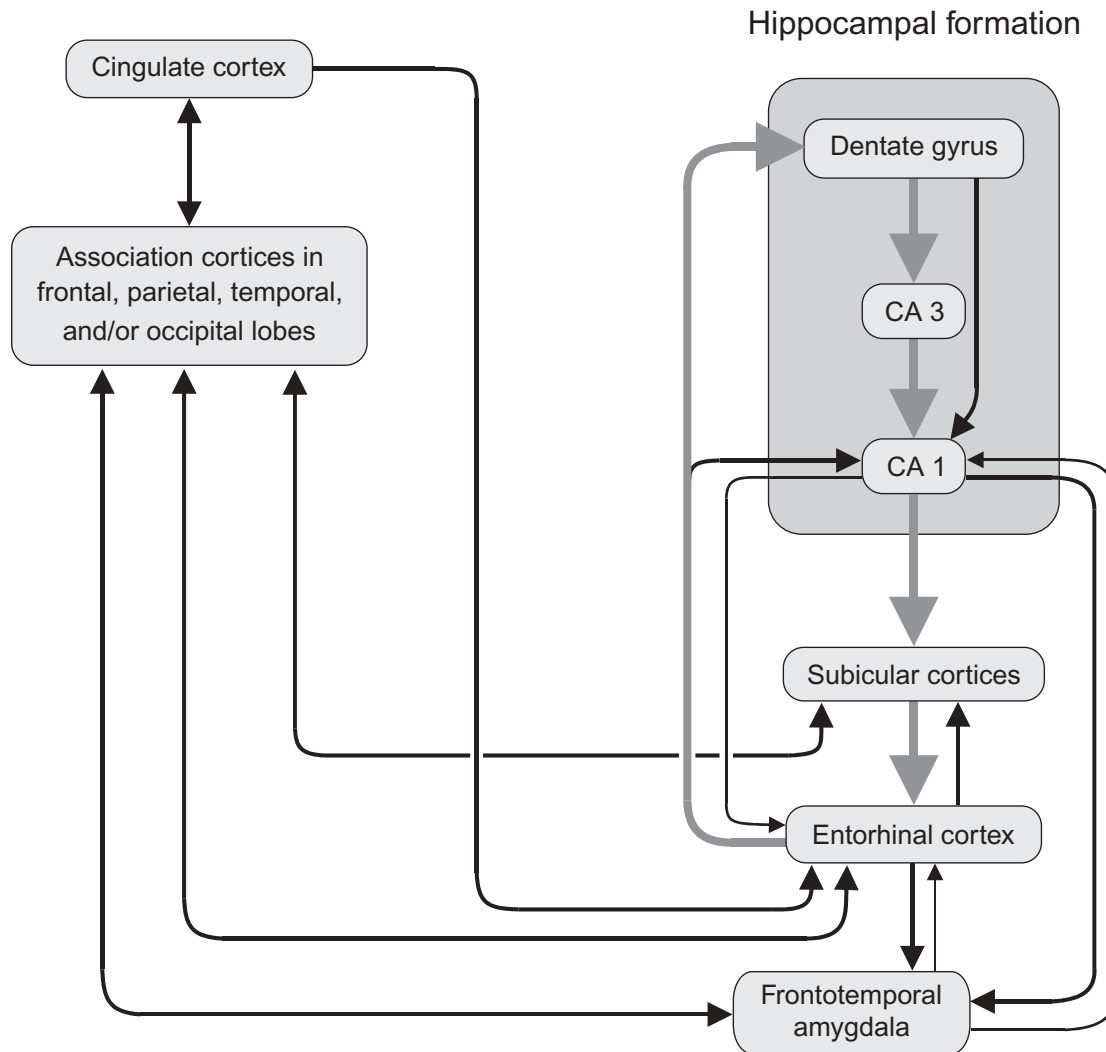 Hippocampal formation
Cingulate cortex
Dentate gyrus
Association cortices in
frontal, parietal, temporal,
and/or occipital lobes
CA 3
CA 1
Subicular cortices
Entorhinal cortex
Frontotemporal
amygdala